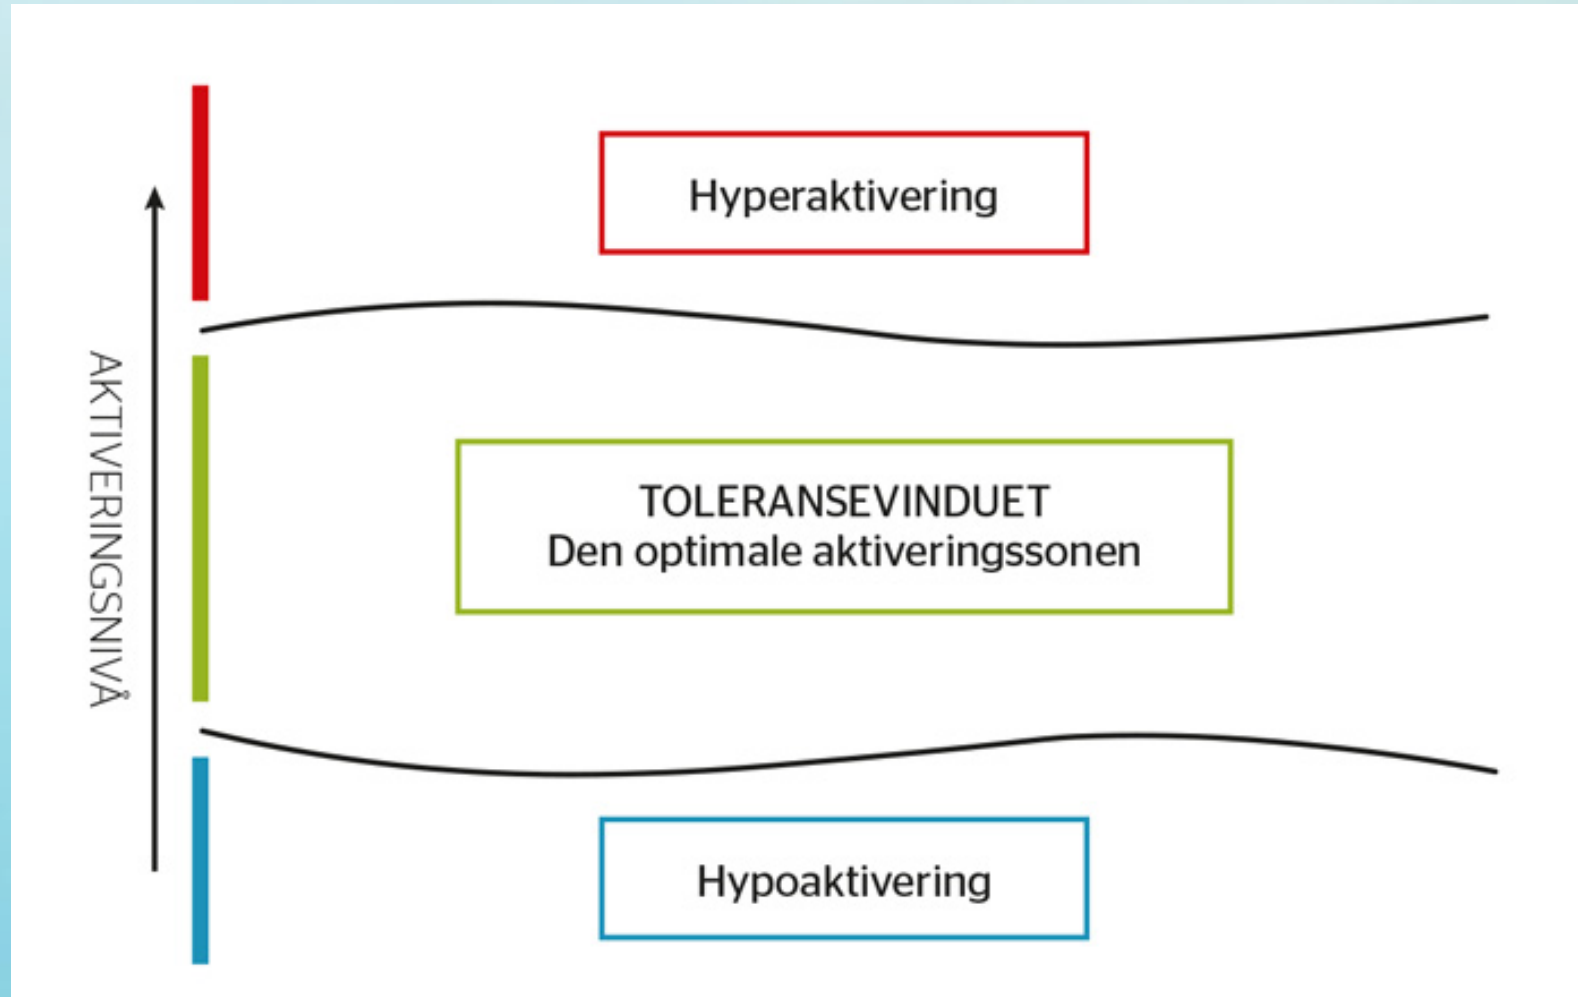 Hyperaktivering
AKTIVERINGSNIVÅ
TOLERANSEVINDUET
Den optimale aktiveringssonen
Hypoaktivering